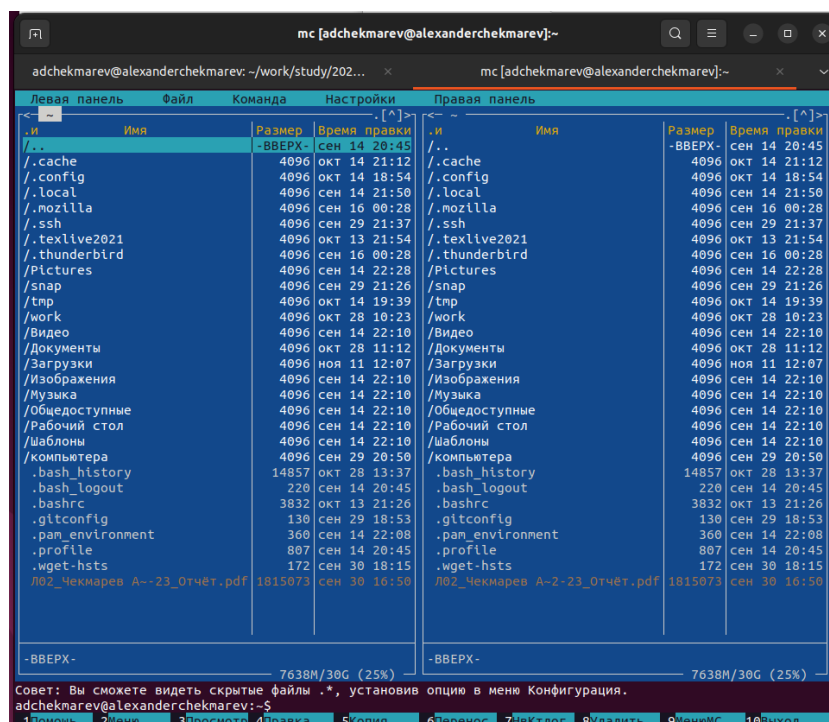 mc [adchekmarev@alexanderchekmarev]:~
adchekmarev@alexanderchekmarev: ~/work/study/202... × mc [adchekmarev@alexanderchekmarev]:~ ×
Левая панель Файл Команда Настройки Правая панель
<- ~ .[^]> <- ~ .[^]>
.и Имя Размер Время правки .и Имя Размер Время правки
/.. -ВВЕРХ- сен 14 20:45 /.. -ВВЕРХ- сен 14 20:45
/.cache 4096 окт 14 21:12 /.cache 4096 окт 14 21:12
/.config 4096 окт 14 18:54 /.config 4096 окт 14 18:54
/.local 4096 сен 14 21:50 /.local 4096 сен 14 21:50
/.mozilla 4096 сен 16 00:28 /.mozilla 4096 сен 16 00:28
/.ssh 4096 сен 29 21:37 /.ssh 4096 сен 29 21:37
/.texlive2021 4096 окт 13 21:54 /.texlive2021 4096 окт 13 21:54
/.thunderbird 4096 сен 16 00:28 /.thunderbird 4096 сен 16 00:28
/Pictures 4096 сен 14 22:28 /Pictures 4096 сен 14 22:28
/snap 4096 сен 29 21:26 /snap 4096 сен 29 21:26
/tmp 4096 окт 14 19:39 /tmp 4096 окт 14 19:39
/work 4096 окт 28 10:23 /work 4096 окт 28 10:23
/Видео 4096 сен 14 22:10 /Видео 4096 сен 14 22:10
/Документы 4096 окт 28 11:12 /Документы 4096 окт 28 11:12
/Загрузки 4096 ноя 11 12:07 /Загрузки 4096 ноя 11 12:07
/Изображения 4096 сен 14 22:10 /Изображения 4096 сен 14 22:10
/Музыка 4096 сен 14 22:10 /Музыка 4096 сен 14 22:10
/Общедоступные 4096 сен 14 22:10 /Общедоступные 4096 сен 14 22:10
/Рабочий стол 4096 сен 14 22:10 /Рабочий стол 4096 сен 14 22:10
/Шаблоны 4096 сен 14 22:10 /Шаблоны 4096 сен 14 22:10
/компьютера 4096 сен 29 20:50 /компьютера 4096 сен 29 20:50
.bash_history 14857 окт 28 13:37 .bash_history 14857 окт 28 13:37
.bash_logout 220 сен 14 20:45 .bash_logout 220 сен 14 20:45
.bashrc 3832 окт 13 21:26 .bashrc 3832 окт 13 21:26
.gitconfig 130 сен 29 18:53 .gitconfig 130 сен 29 18:53
.pam_environment 360 сен 14 22:08 .pam_environment 360 сен 14 22:08
.profile 807 сен 14 20:45 .profile 807 сен 14 20:45
.wget-hsts 172 сен 30 18:15 .wget-hsts 172 сен 30 18:15
Л02_Чекмарев А~-23_Отчёт.pdf 1815073 сен 30 16:50 Л02_Чекмарев А~2-23_Отчёт.pdf 1815073 сен 30 16:50
-ВВЕРХ- -ВВЕРХ-
7638M/30G (25%) 7638M/30G (25%)
Совет: Вы сможете видеть скрытые файлы .*, установив опцию в меню Конфигурация.
adchekmarev@alexanderchekmarev:~$
1Помощь 2Меню 3Просмотр 4Правка 5Копия 6Перенос 7НвКтлог 8Удалить 9МенюMC 10Выход